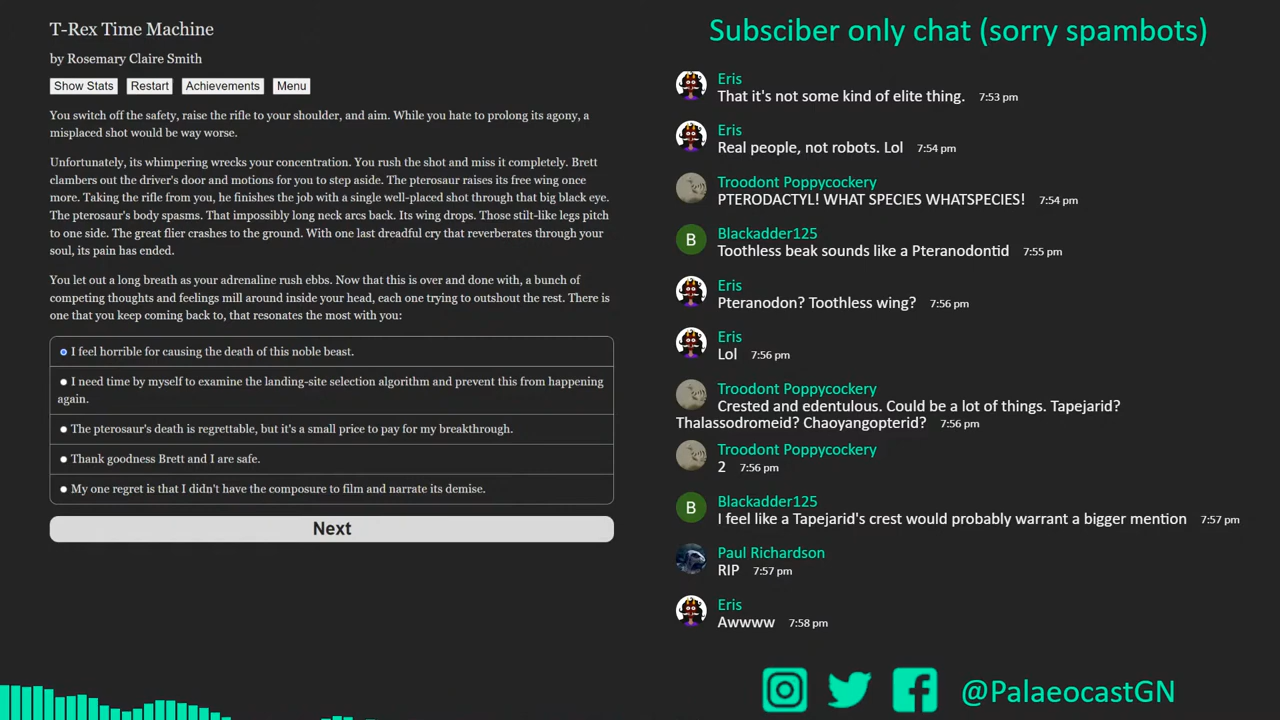 T-Rex Time Machine
by Rosemary Claire Smith
Show Stats
Restart
Achievements
Menu
You switch off the safety, raise the rifle to your shoulder, and aim. While you hate to prolong its agony, a
misplaced shot would be way worse.
Unfortunately, its whimpering wrecks your concentration. You rush the shot and miss it completely. Brett
clambers out the driver's door and motions for you to step aside. The pterosaur raises its free wing once
more. Taking the rifle from you, he finishes the job with a single well-placed shot through that big black eye.
The pterosaur's body spasms. That impossibly long neck arcs back. Its wing drops. Those stilt-like legs pitch
to one side. The great flier crashes to the ground. With one last dreadful cry that reverberates through your
soul, its pain has ended.
You let out a long breath as your adrenaline rush ebbs. Now that this is over and done with, a bunch of
competing thoughts and feelings mill around inside your head, each one trying to outshout the rest. There is
one that you keep coming back to, that resonates the most with you:
I feel horrible for causing the death of this noble beast.
I need time by myself to examine the landing-site selection algorithm and prevent this from happening
again.
The pterosaur's death is regrettable, but it's a small price to pay for my breakthrough.
Thank goodness Brett and I are safe.
My one regret is that I didn't have the composure to film and narrate its demise.
Next
Subsciber only chat (sorry spambots)
Eris
That it's not some kind of elite thing. 7:53 pm
Eris
Real people, not robots. Lol 7:54 pm
Troodont Poppycockery
PTERODACTYL! WHAT SPECIES WHATSPECIES! 7:54 pm
B
Blackadder125
Toothless beak sounds like a Pteranodontid 7:55 pm
Eris
Pteranodon? Toothless wing? 7:56 pm
Eris
Lol 7:56 pm
Troodont Poppycockery
Crested and edentulous. Could be a lot of things. Tapejarid?
Thalassodromeid? Chaoyangopterid? 7:56 pm
Troodont Poppycockery
2 7:56 pm
B
Blackadder125
I feel like a Tapejarid's crest would probably warrant a bigger mention 7:57 pm
Paul Richardson
RIP 7:57 pm
Eris
Awwww 7:58 pm
@PalaeocastGN